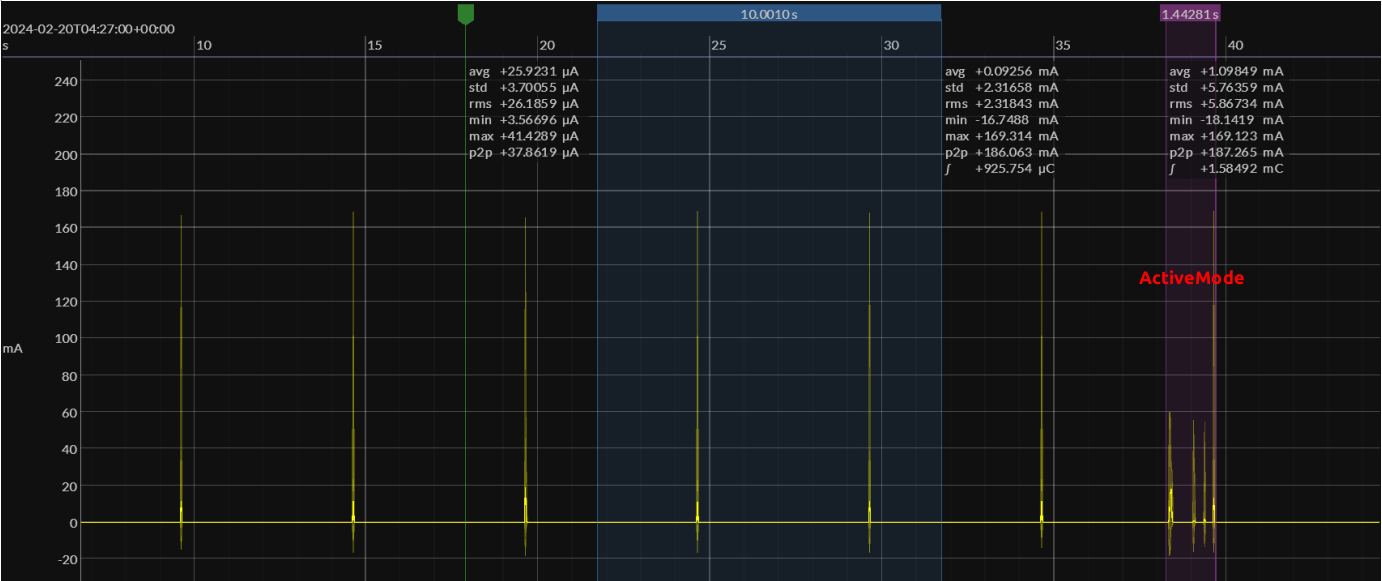 10.0010 s
1.44281 s
2024-02-20T04:27:00+00:00
s
10
15
20
25
30
35
40
avg +25.9231 µA
std +3.70055 µA
rms +26.1859 µA
min +3.56696 µA
max +41.4289 µA
p2p +37.8619 µA
avg +0.09256 mA
std +2.31658 mA
rms +2.31843 mA
min -16.7488 mA
max +169.314 mA
p2p +186.063 mA
∫ +925.754 µC
avg +1.09849 mA
std +5.76359 mA
rms +5.86734 mA
min -18.1419 mA
max +169.123 mA
p2p +187.265 mA
∫ +1.58492 mC
240
220
200
180
160
140
ActiveMode
120
100
mA
80
60
40
20
0
-20